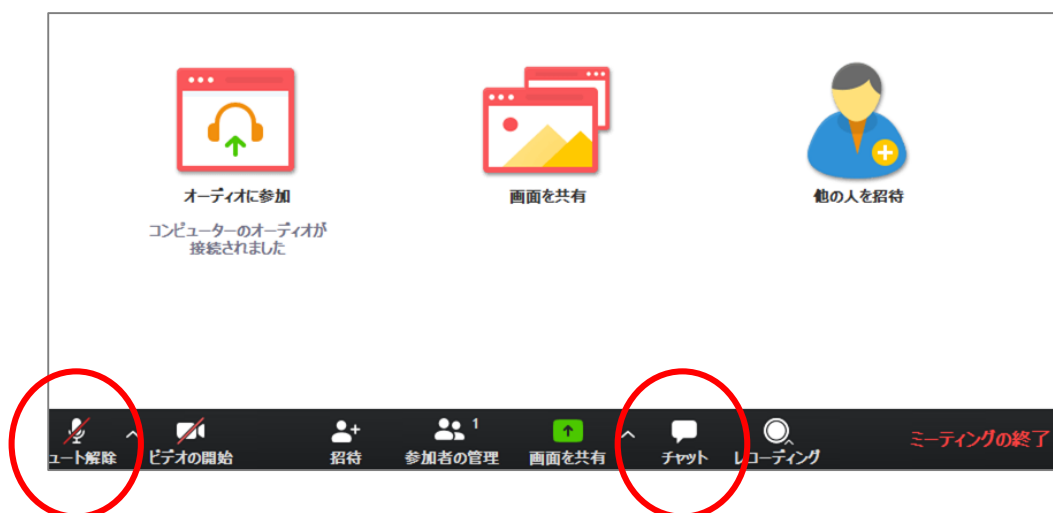 オーディオに参加
画面を共有
他の人を招待
コンピューターのオーディオが
接続されました
1
ュート解除
ビデオの開始
招待
参加者の管理
画面を共有
チャット
レコーディング
ミーティングの終了